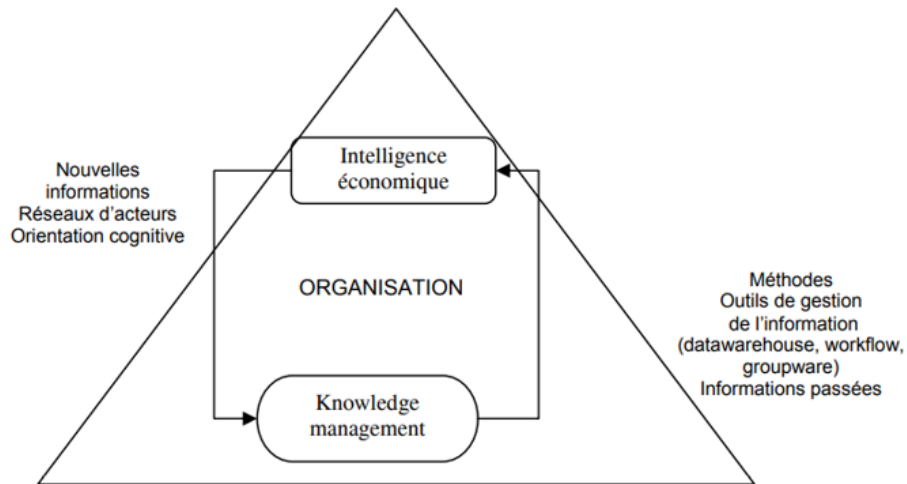 Intelligence
économique
Nouvelles
informations
Réseaux d'acteurs
Orientation cognitive
ORGANISATION
Méthodes
Outils de gestion
de l'information
(datawarehouse, workflow,
groupware)
Informations passées
Knowledge
management